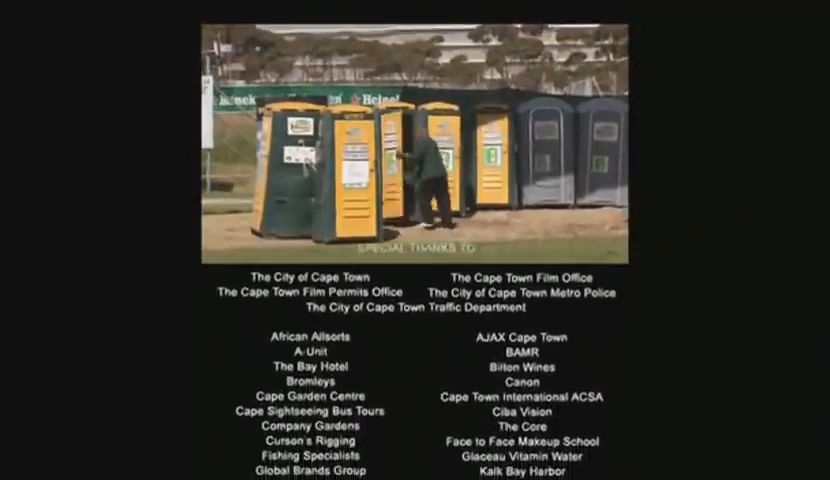 Heineken
Heineken
SPECIAL THANKS TO
The City of Cape Town
The Cape Town Film Office
The Cape Town Film Permits Office
The City of Cape Town Metro Police
The City of Cape Town Traffic Department
African Allsorts
AJAX Cape Town
A-Unit
BAMR
The Bay Hotel
Bilton Wines
Bromleys
Canon
Cape Garden Centre
Cape Town International ACSA
Cape Sightseeing Bus Tours
Ciba Vision
Company Gardens
The Core
Curson's Rigging
Face to Face Makeup School
Fishing Specialists
Glaceau Vitamin Water
Global Brands Group
Kalk Bay Harbor